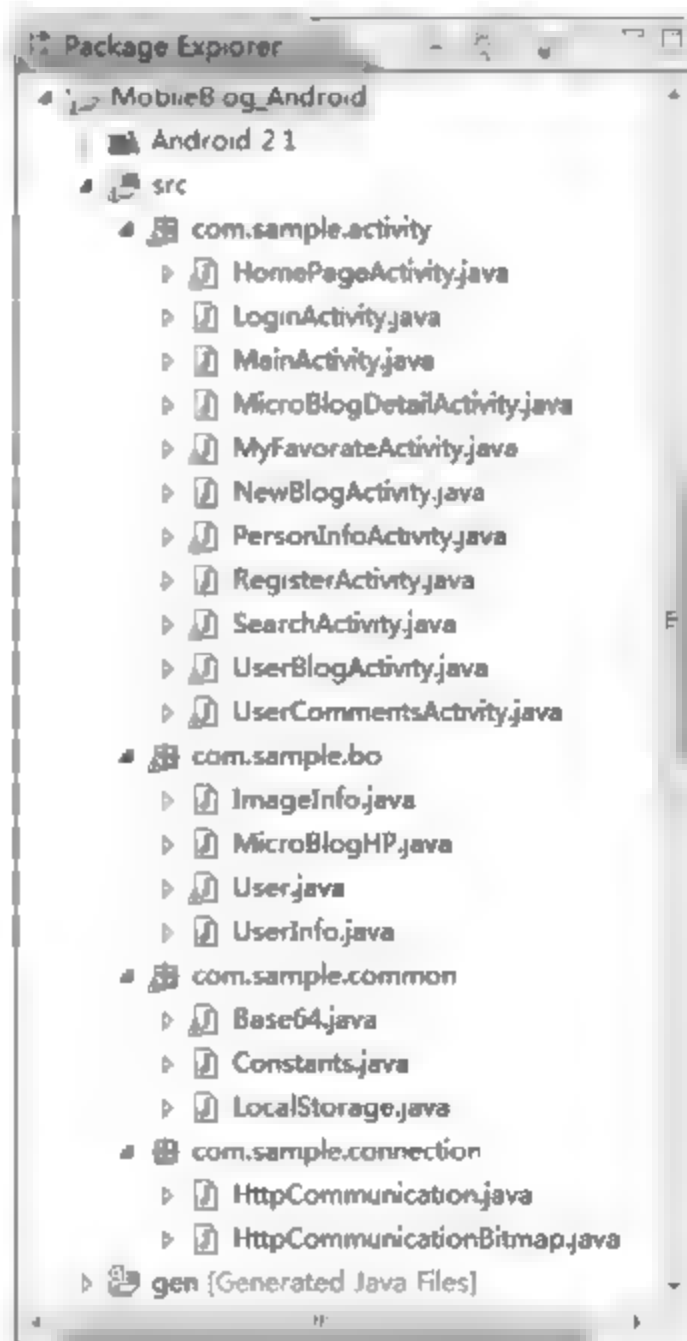 Package Explorer
MobileBlog_Android
Android 2.1
src
com.sample.activity
HomePageActivity.java
LoginActivity.java
MainActivity.java
MicroBlogDetailActivity.java
MyFavorateActivity.java
NewBlogActivity.java
PersonInfoActivity.java
RegisterActivity.java
SearchActivity.java
UserBlogActivity.java
UserCommentsActivity.java
com.sample.bo
ImageInfo.java
MicroBlogHP.java
User.java
UserInfo.java
com.sample.common
Base64.java
Constants.java
LocalStorage.java
com.sample.connection
HttpCommunication.java
HttpCommunicationBitmap.java
gen [Generated Java Files]